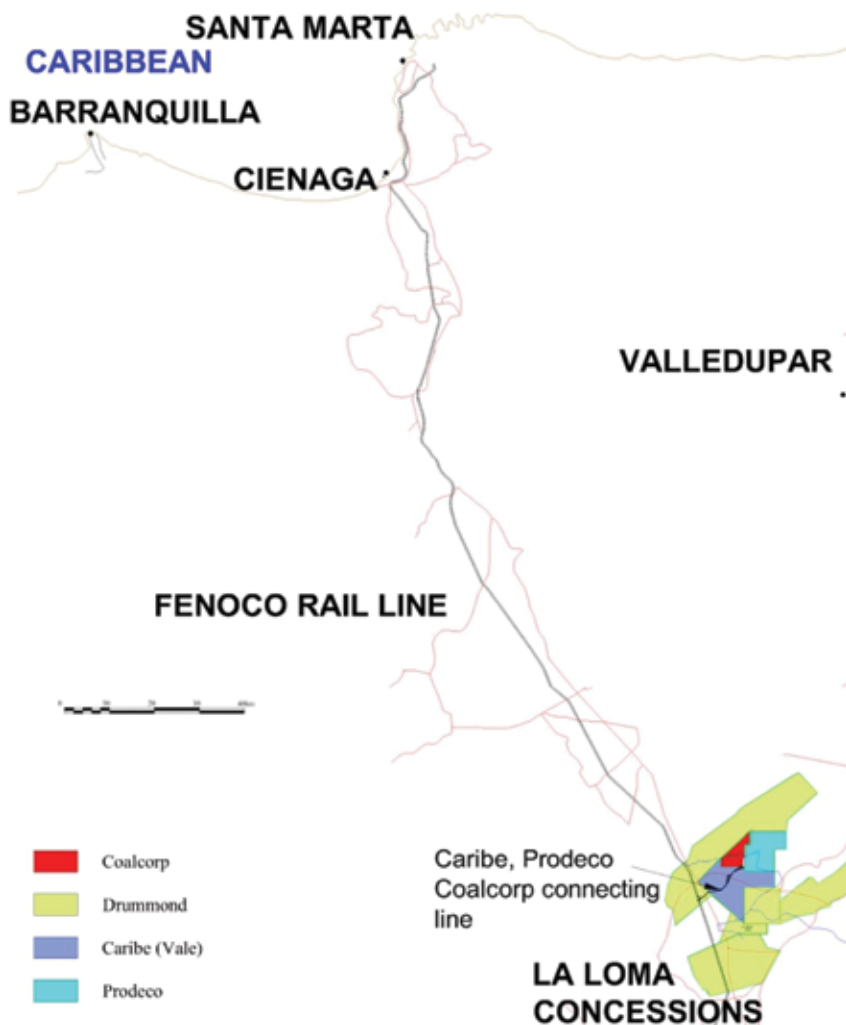 SANTA MARTA
CARIBBEAN
BARRANQUILLA
CIENAGA
VALLEDUPAR
FENOCO RAIL LINE
Coalcorp
Drummond
Caribe (Vale)
Prodeco
Caribe, Prodeco
Coalcorp connecting
line
LA LOMA
CONCESSIONS